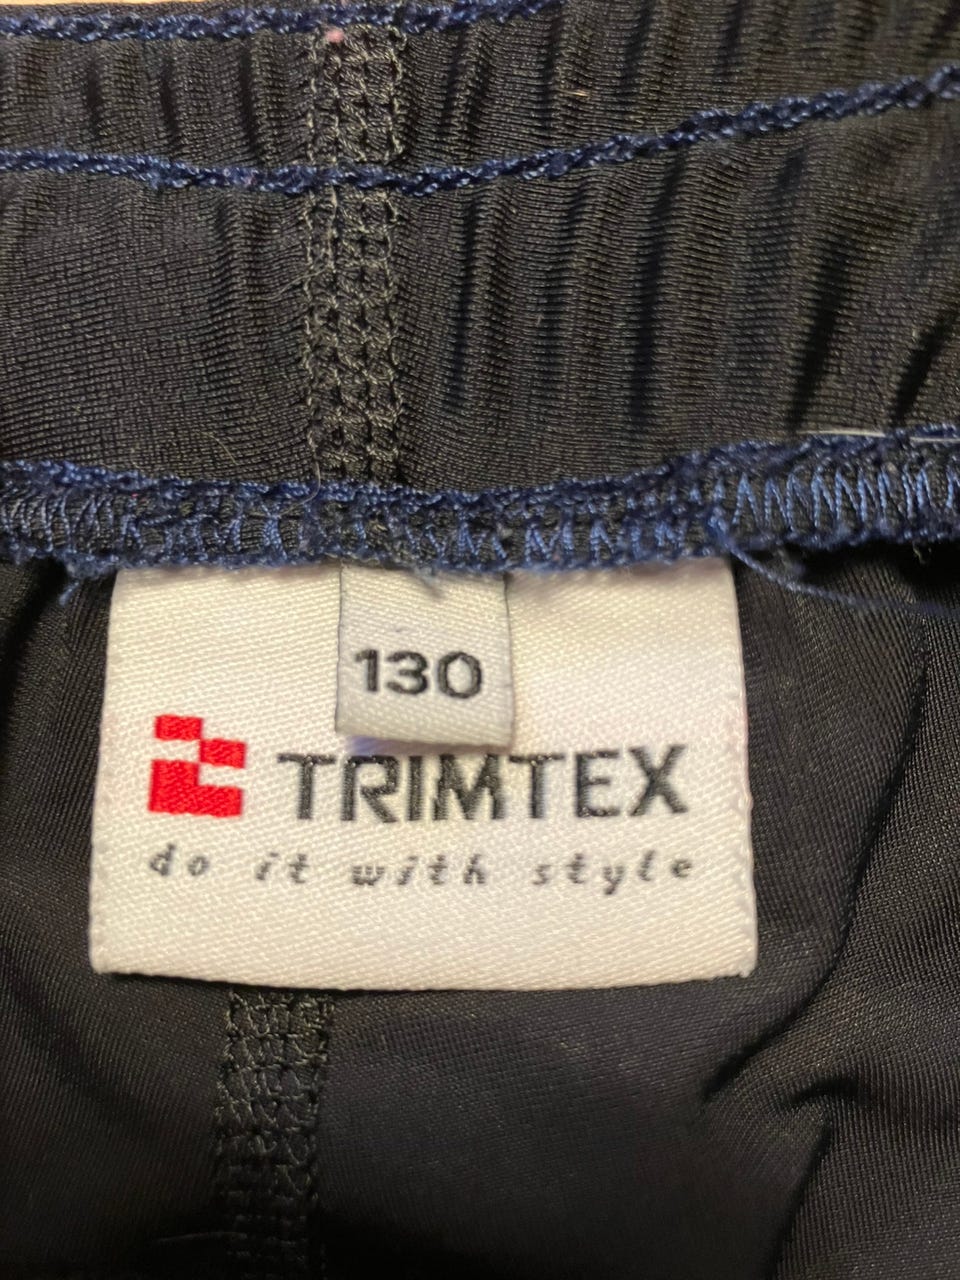 130
TRIMTEX
do it with style